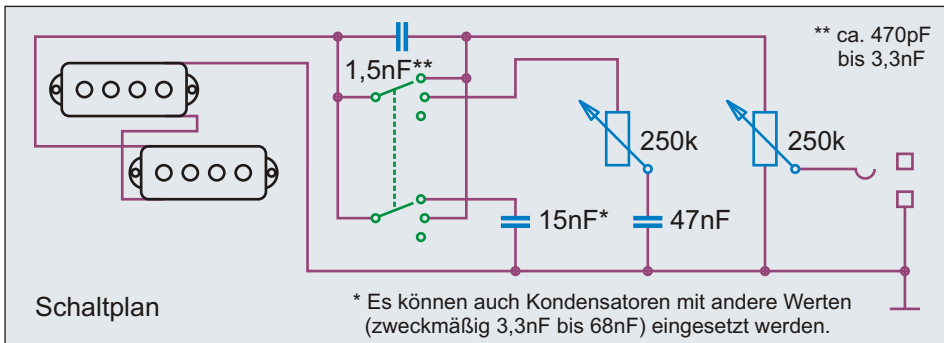 ** ca. 470pF
bis 3,3nF
1,5nF**
250k
250k
15nF*
47nF
Schaltplan
* Es können auch Kondensatoren mit andere Werten
(zweckmäßig 3,3nF bis 68nF) eingesetzt werden.